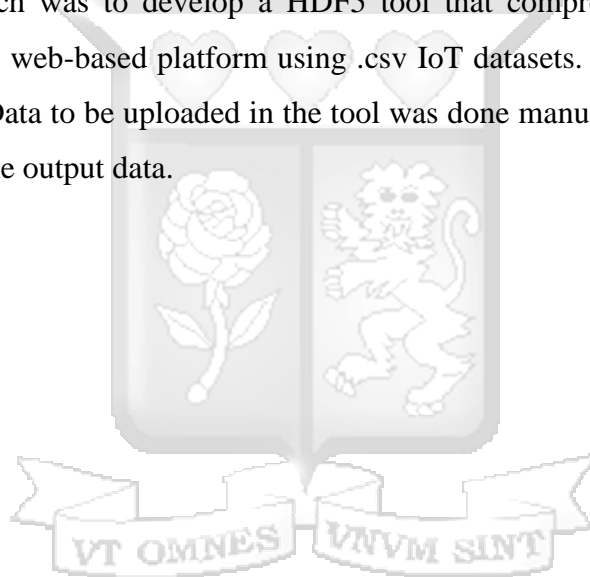 ch was to develop a HDF5 tool that compre
web-based platform using .csv IoT datasets.
Data to be uploaded in the tool was done manu
e output data.
VT OMNES VNVM SINT